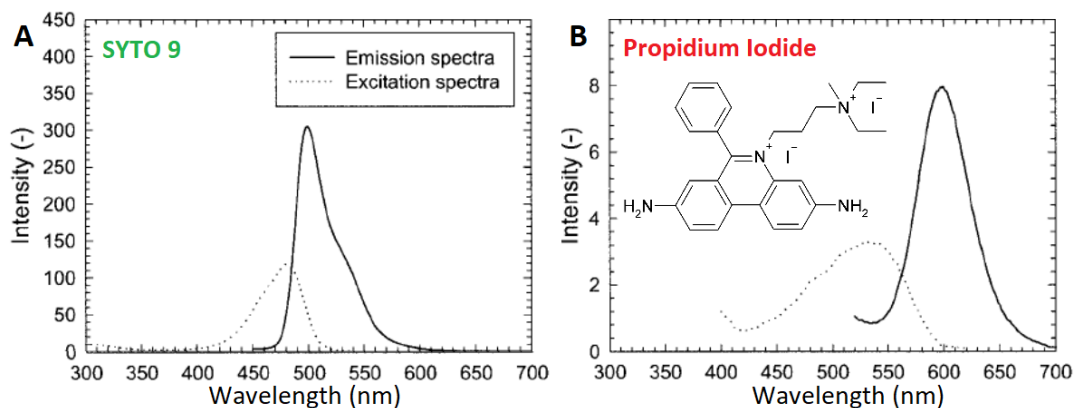 A
SYTO 9
450
400
350
300
250
200
150
100
50
0
Intensity (-)
Emission spectra
Excitation spectra
300 350 400 450 500 550 600 650 700
Wavelength (nm)
B
Propidium Iodide
8
6
4
2
0
Intensity (-)
N⁺
I⁻
N⁺
I⁻
H₂N
NH₂
300 350 400 450 500 550 600 650 700
Wavelength (nm)